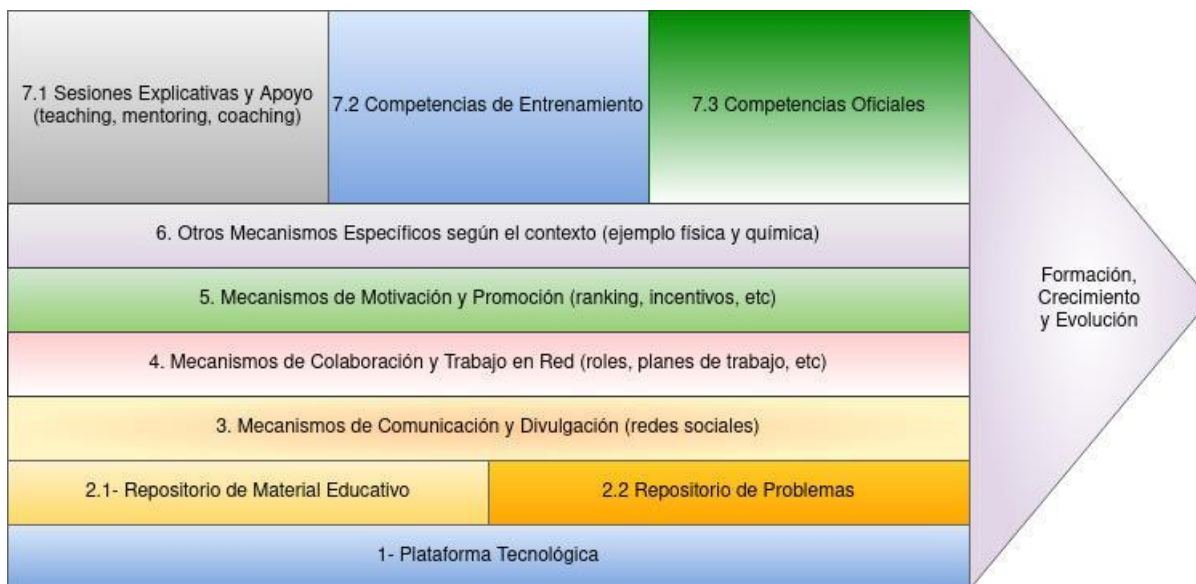 7.1 Sesiones Explicativas y Apoyo
(teaching, mentoring, coaching)
7.2 Competencias de Entrenamiento
7.3 Competencias Oficiales
6. Otros Mecanismos Específicos según el contexto (ejemplo física y química)
5. Mecanismos de Motivación y Promoción (ranking, incentivos, etc)
4. Mecanismos de Colaboración y Trabajo en Red (roles, planes de trabajo, etc)
3. Mecanismos de Comunicación y Divulgación (redes sociales)
2.1- Repositorio de Material Educativo
2.2 Repositorio de Problemas
1- Plataforma Tecnológica
Formación,
Crecimiento
y Evolución